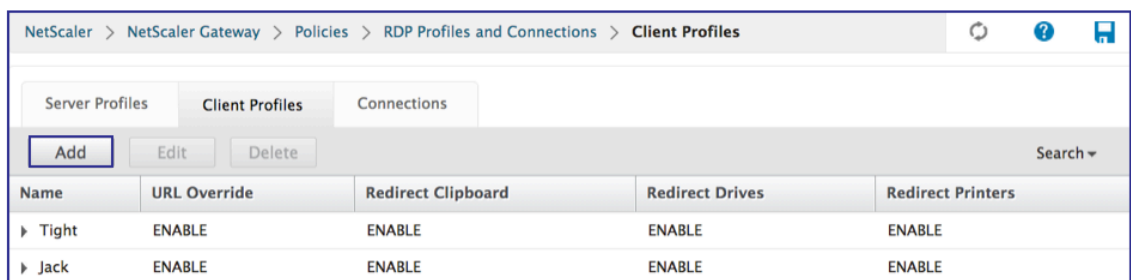 NetScaler > NetScaler Gateway > Policies > RDP Profiles and Connections > Client Profiles
Server Profiles Client Profiles Connections
Add Edit Delete Search
Name URL Override Redirect Clipboard Redirect Drives Redirect Printers
Tight ENABLE ENABLE ENABLE ENABLE
Jack ENABLE ENABLE ENABLE ENABLE